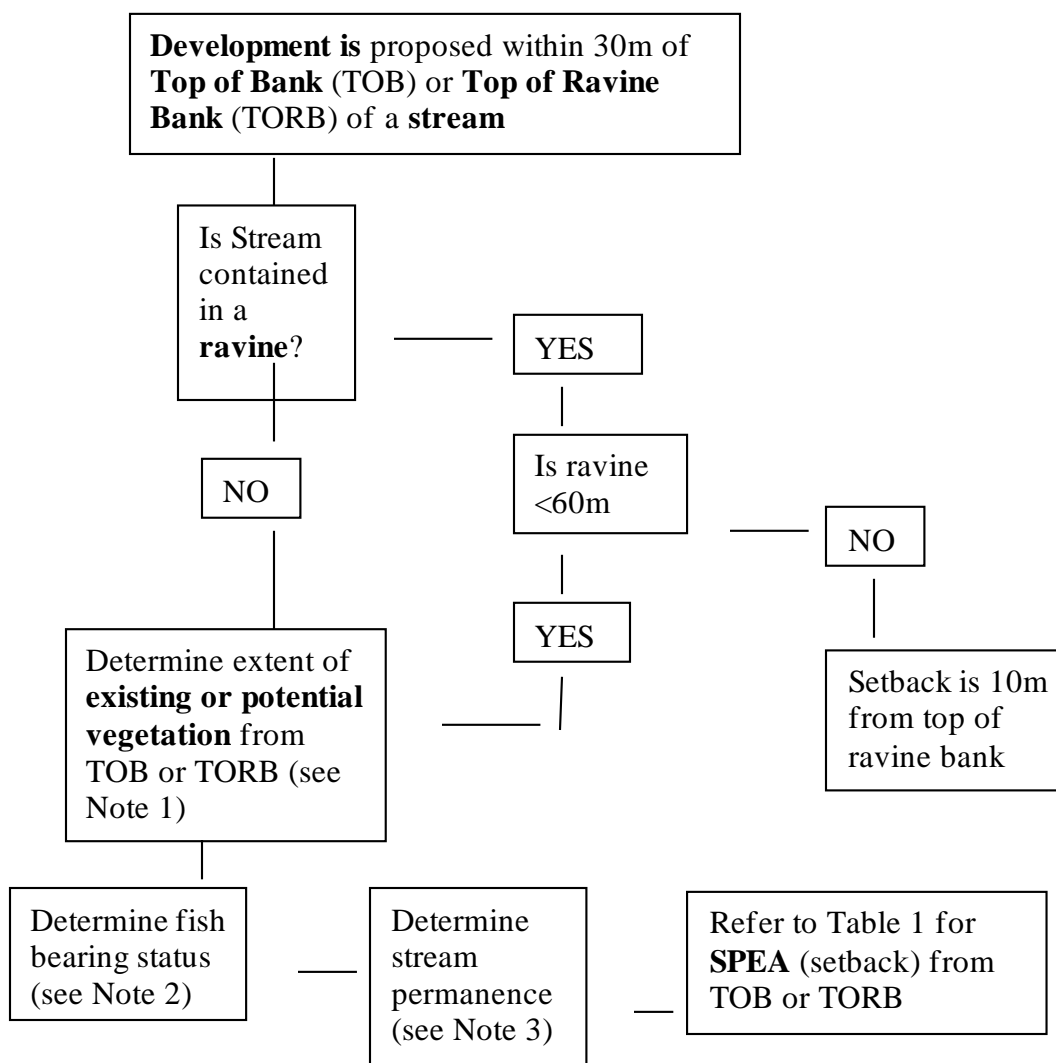 Development is proposed within 30m of
Top of Bank (TOB) or Top of Ravine
Bank (TORB) of a stream
Is Stream
contained
in a
ravine?
YES
NO
Is ravine
<60m
NO
YES
Determine extent of
existing or potential
vegetation from
TOB or TORB (see
Note 1)
Setback is 10m
from top of
ravine bank
Determine fish
bearing status
(see Note 2)
Determine
stream
permanence
(see Note 3)
Refer to Table 1 for
SPEA (setback) from
TOB or TORB